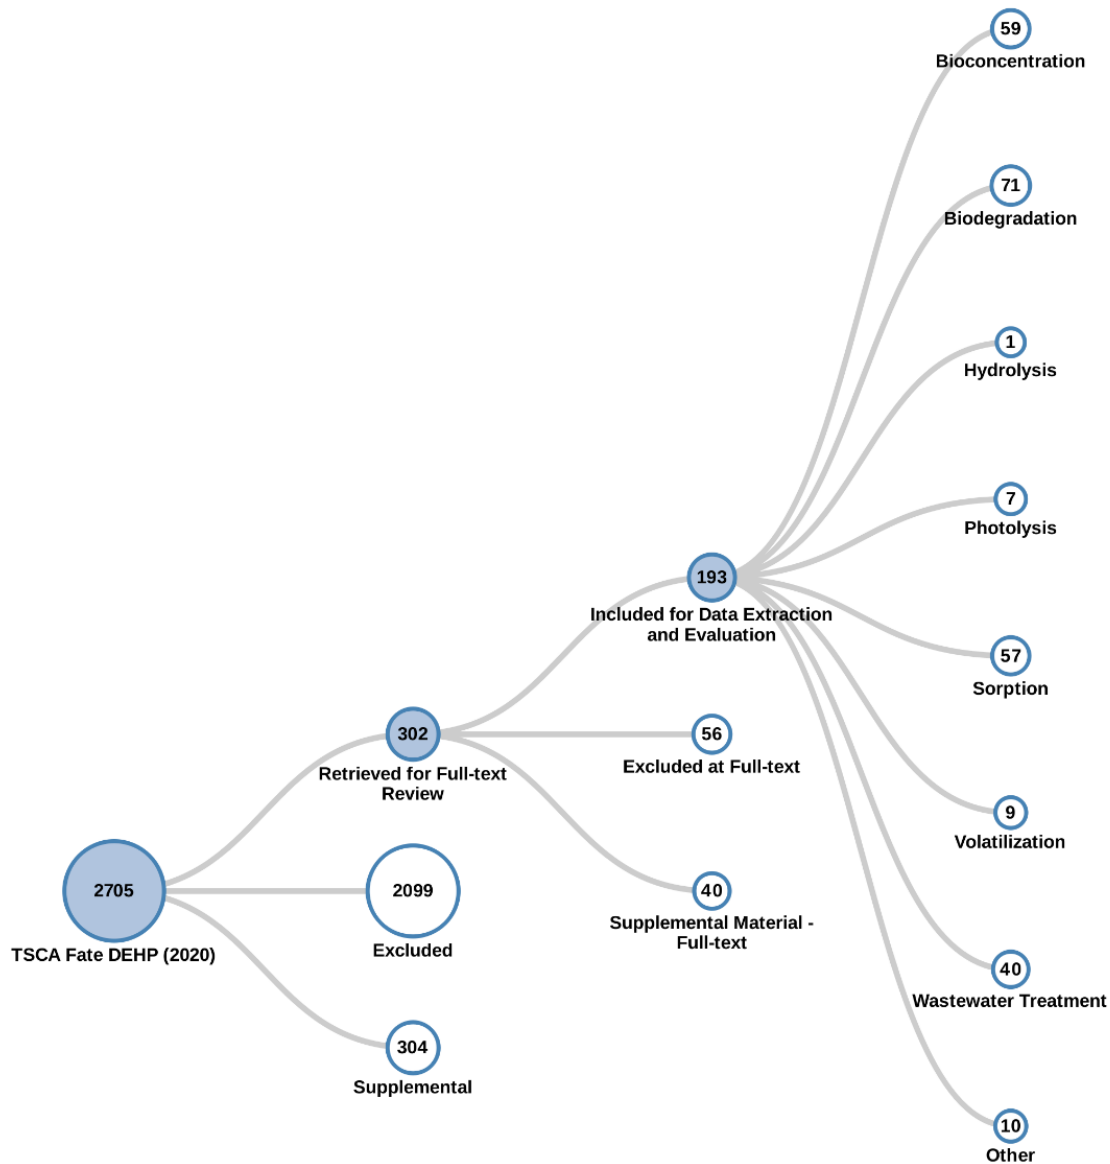 59
Bioconcentration
71
Biodegradation
1
Hydrolysis
7
Photolysis
193
Included for Data Extraction
and Evaluation
57
Sorption
302
Retrieved for Full-text
Review
56
Excluded at Full-text
9
Volatilization
2705
TSCA Fate DEHP (2020)
2099
Excluded
40
Supplemental Material -
Full-text
40
Wastewater Treatment
304
Supplemental
10
Other